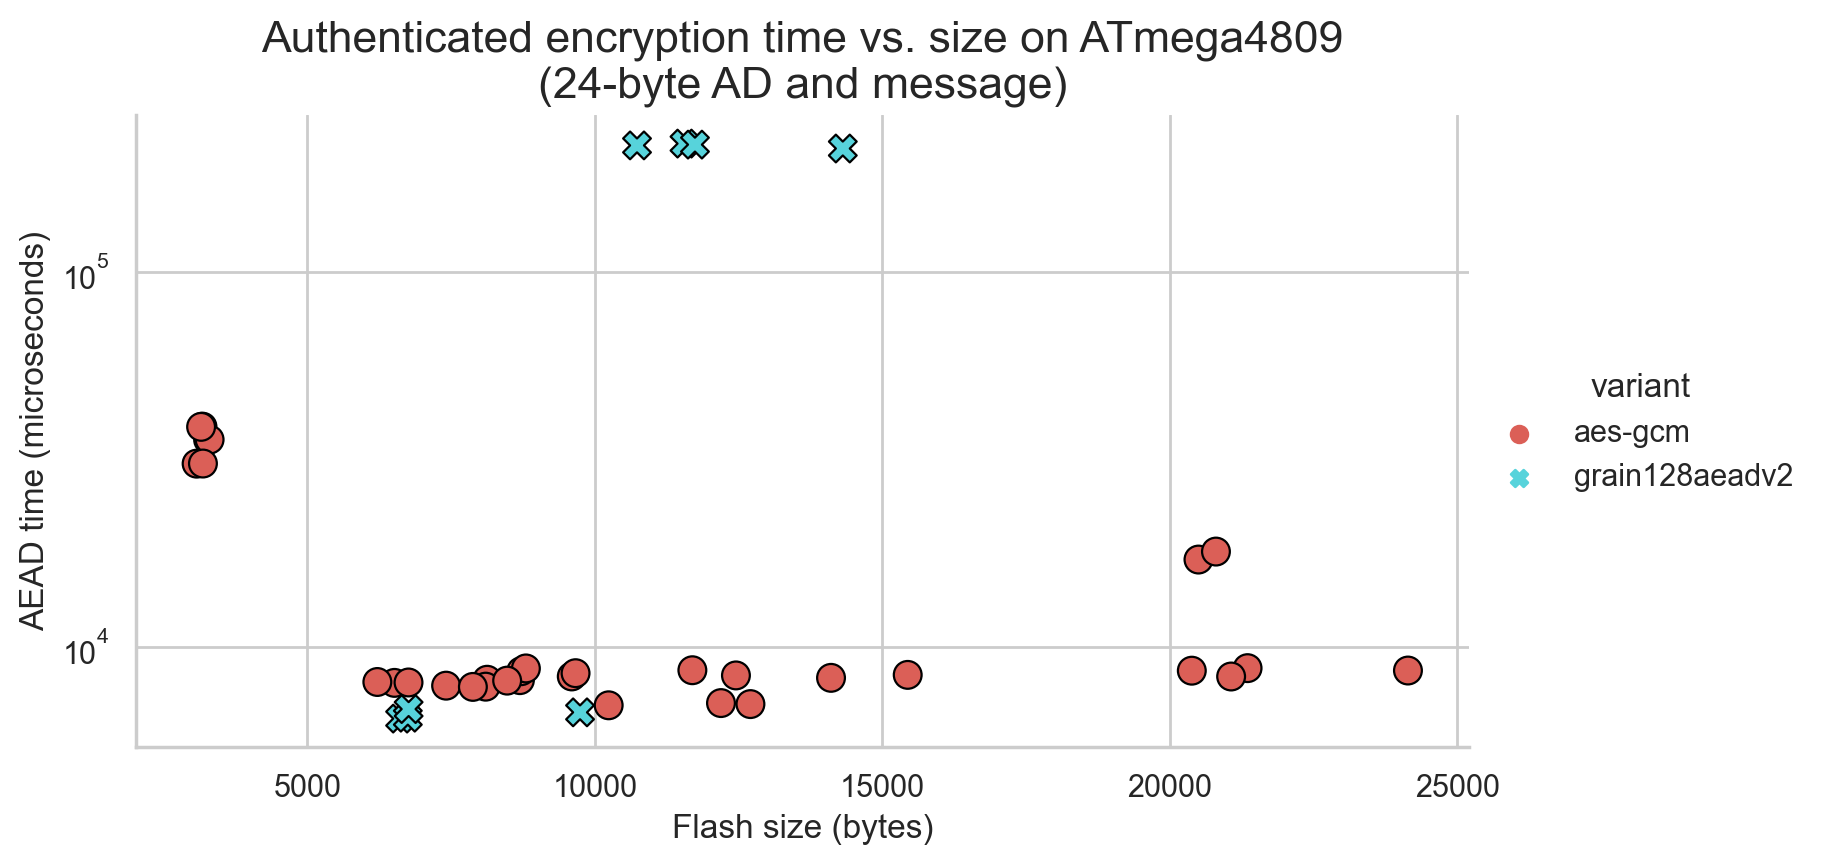 Authenticated encryption time vs. size on ATmega4809
(24-byte AD and message)
AEAD time (microseconds)
10^5
10^4
5000 10000 15000 20000 25000
Flash size (bytes)
variant
aes-gcm
grain128aeadv2